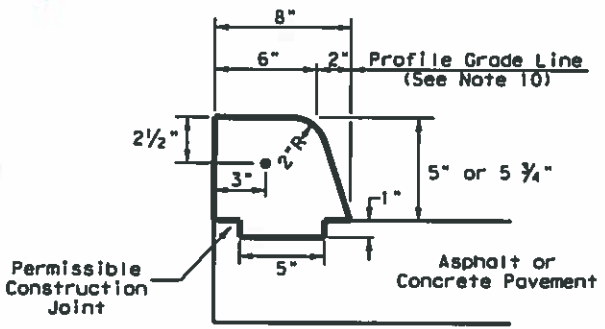 8"
6"
2"
Profile Grade Line
(See Note 10)
2½"
2"R
3"
5" or 5 ¾"
1"
5"
Permissible
Construction
Joint
Asphalt or
Concrete Pavement